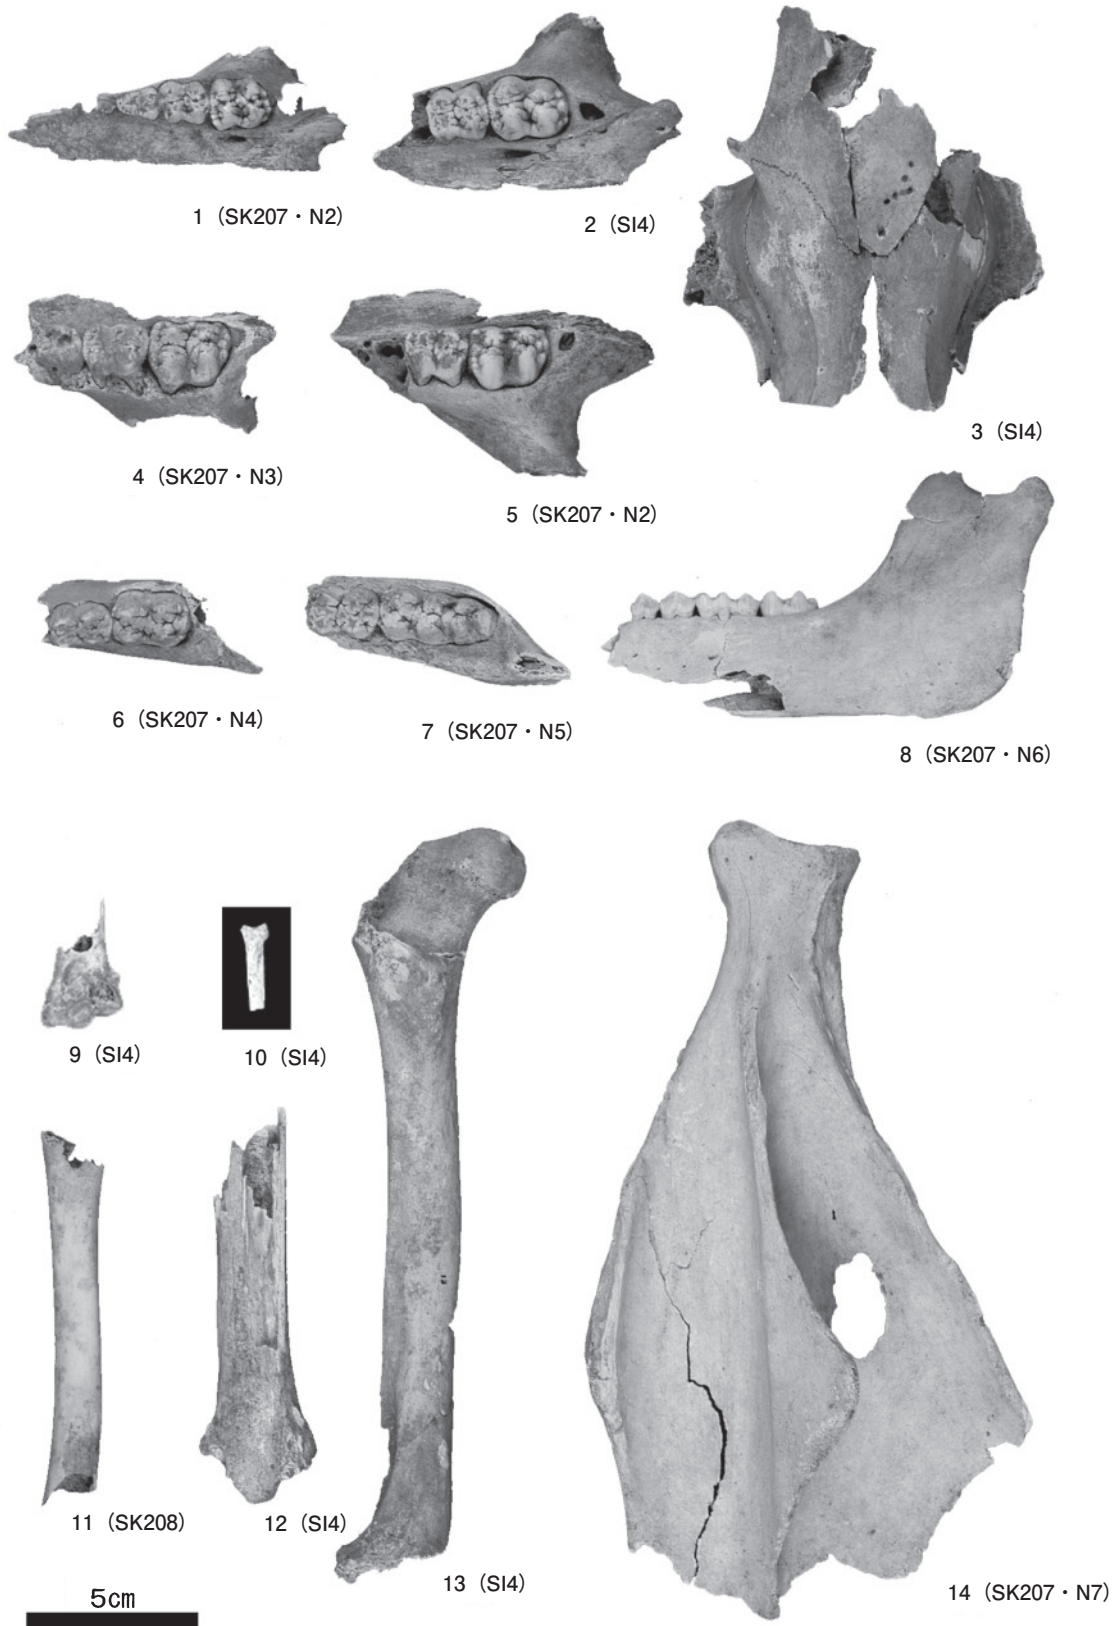 1（SK207・N2）
2（SI4）
3（SI4）
4（SK207・N3）
5（SK207・N2）
6（SK207・N4）
7（SK207・N5）
8（SK207・N6）
9（SI4）
10（SI4）
11（SK208）
12（SI4）
13（SI4）
14（SK207・N7）
5cm